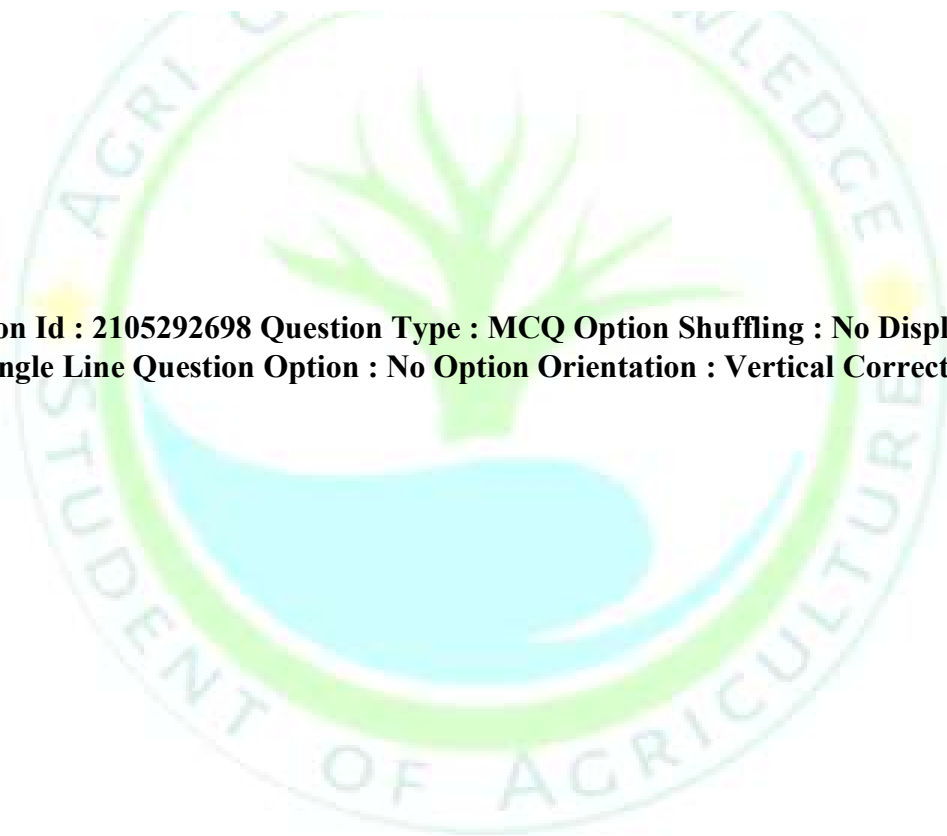 on Id : 2105292698 Question Type : MCQ Option Shuffling : No Displ
ngle Line Question Option : No Option Orientation : Vertical Correct
AGRI
WLEDGE
STUDENT OF AGRICULTURE